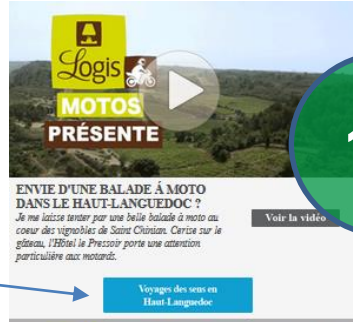 Logis
MOTOS
PRÉSENTE
ENVIE D'UNE BALADE Á MOTO
DANS LE HAUT-LANGUEDOC ?
Je me laisse tenter par une belle balade à moto au
coeur des vignobles de Saint Chinian. Cerise sur le
gâteau, l'Hôtel le Pressoir porte une attention
particulière aux motards.
Voir la vidéo
Voyages des sens en
Haut-Languedoc